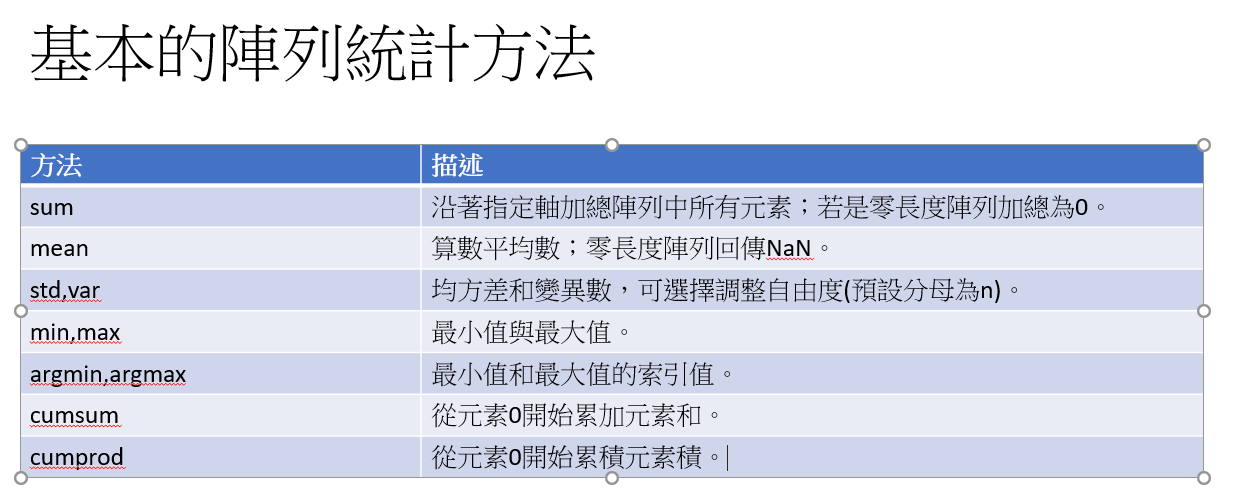 基本的陣列統計方法
方法 描述
sum 沿著指定軸加總陣列中所有元素；若是零長度陣列加總為0。
mean 算數平均數；零長度陣列回傳NaN。
std,var 均方差和變異數，可選擇調整自由度(預設分母為n)。
min,max 最小值與最大值。
argmin,argmax 最小值和最大值的索引值。
cumsum 從元素0開始累加元素和。
cumprod 從元素0開始累積元素積。